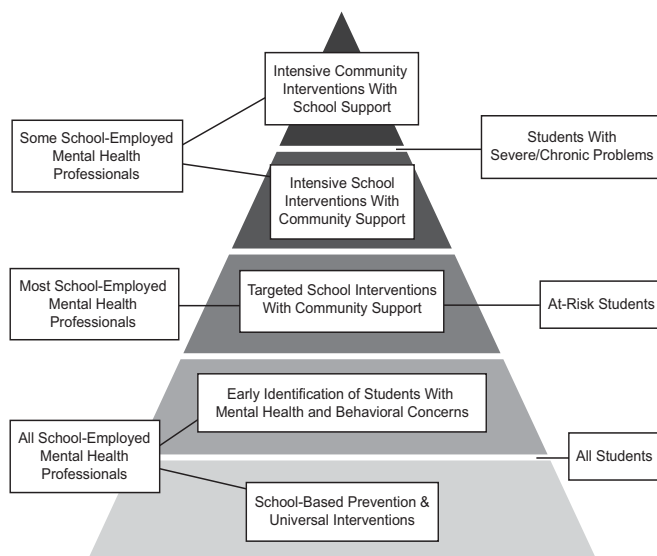 Intensive Community
Interventions With
School Support
Some School-Employed
Mental Health
Professionals
Students With
Severe/Chronic Problems
Intensive School
Interventions With
Community Support
Most School-Employed
Mental Health
Professionals
Targeted School Interventions
With Community Support
At-Risk Students
Early Identification of Students With
Mental Health and Behavioral Concerns
All School-Employed
Mental Health
Professionals
All Students
School-Based Prevention &
Universal Interventions